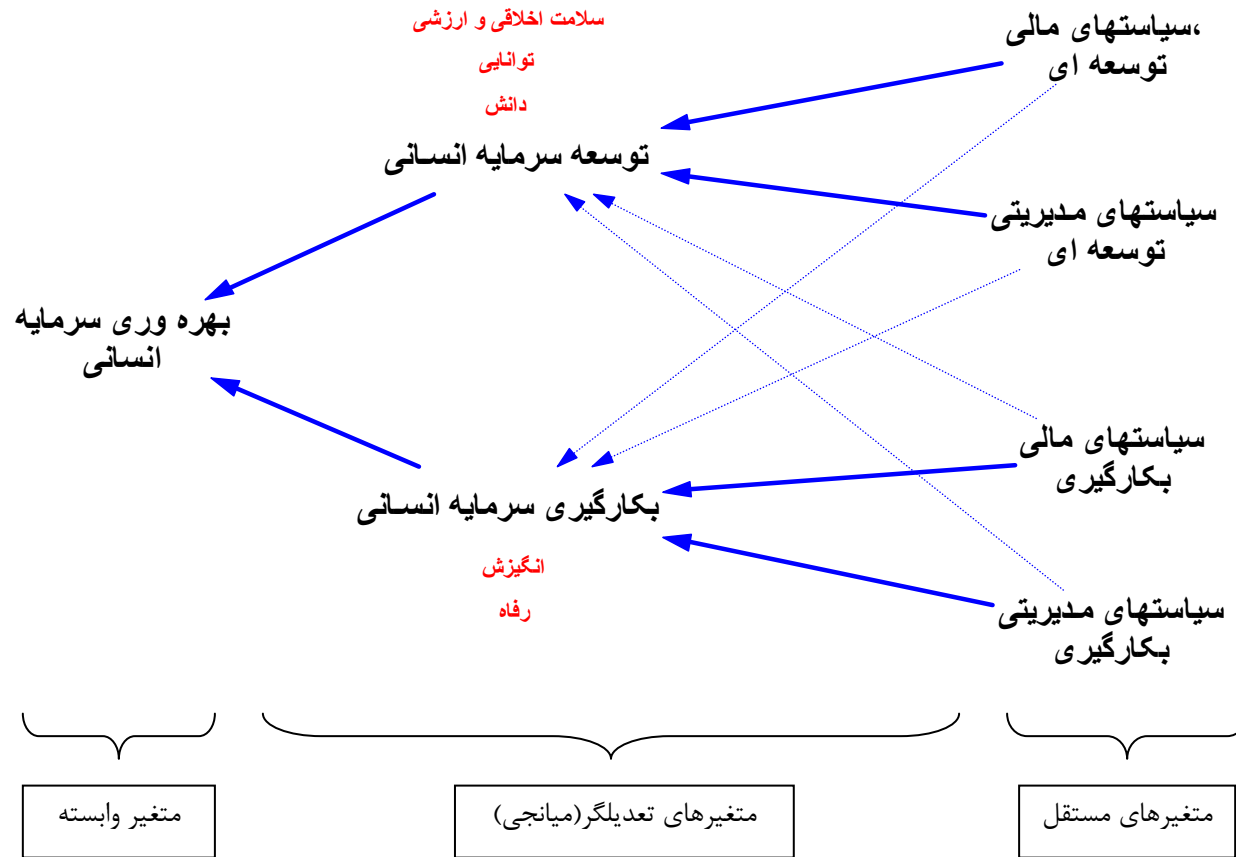 سلامت اخلاقی و ارزشی
توانایی
دانش
توسعه سرمایه انسانی
سیاستهای مالی،
توسعه ای
سیاستهای مدیریتی
توسعه ای
بهره وری سرمایه
انسانی
سیاستهای مالی
بکارگیری
بکارگیری سرمایه انسانی
انگیزش
رفاه
سیاستهای مدیریتی
بکارگیری
متغیرهای مستقل
متغیرهای تعدیلگر(میانجی)
متغیر وابسته